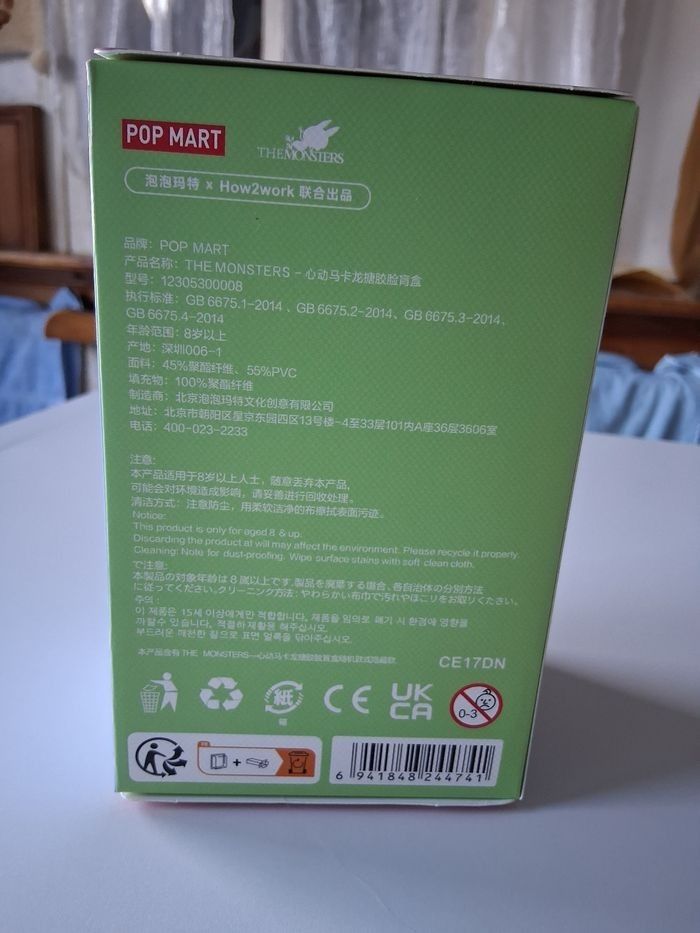 POP MART
THE MONSTERS
泡泡玛特 x How2work 联合出品
品牌：POP MART
产品名称：THE MONSTERS - 心动马卡龙搪胶脸盲盒
型号：12305300008
执行标准：GB 6675.1-2014 、GB 6675.2-2014、GB 6675.3-2014、
GB 6675.4-2014
年龄范围：8岁以上
产地：深圳006-1
面料：45%聚酯纤维、55%PVC
填充物：100%聚酯纤维
制造商：北京泡泡玛特文化创意有限公司
地址：北京市朝阳区望京东园四区13号楼-4至33层101内A座36层3606室
电话：400-023-2233
注意:
本产品适用于8岁以上人士，随意丢弃本产品,
可能会对环境造成影响，请妥善进行回收处理。
清洁方式：注意防尘，用柔软洁净的布擦拭表面污迹。
Notice:
This product is only for aged 8 & up.
Discarding the product at will may affect the environment. Please recycle it properly.
Cleaning: Note for dust-proofing. Wipe surface stains with soft clean cloth.
で注意:
本製品の対象年齢は8歳以上です.製品を廃棄する場合、各自治体の分別方法
に従ってください。クリーニング方法：やわらかい布巾で汚れやほこりをお取りください。
주의 :
이 제품은 15세 이상에게만 적합합니다, 제품을 임의로 폐기 시 환경에 영향을
끼칠수 있습니다, 적절하재활용 해주십시오.
부드러운 깨끗한 천으로 표면 얼룩을 닦아주십시오.
本产品含有THE MONSTERS—心动马卡龙搪胶脸盲盒随机款或隐藏款
CE17DN
紙
箱
CE
UK
CA
0-3
+
6 941848 244741